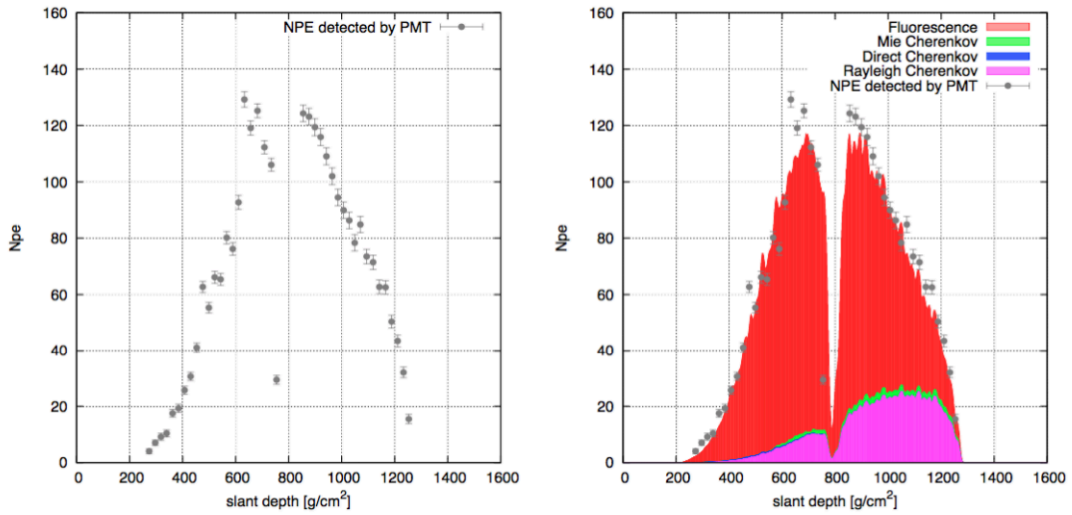 160
140
120
100
80
60
40
20
0
Npe
NPE detected by PMT
0 200 400 600 800 1000 1200 1400 1600
slant depth [g/cm²]
160
140
120
100
80
60
40
20
0
Npe
Fluorescence
Mie Cherenkov
Direct Cherenkov
Rayleigh Cherenkov
NPE detected by PMT
0 200 400 600 800 1000 1200 1400 1600
slant depth [g/cm²]